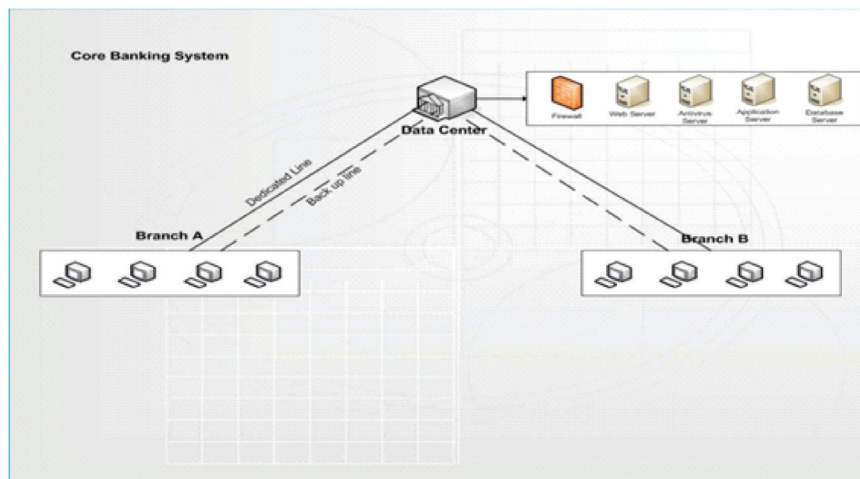 Core Banking System
Firewall
Web Server
Antivirus
Server
Application
Server
Database
Server
Data Center
Dedicated Line
Back up line
Branch A
Branch B